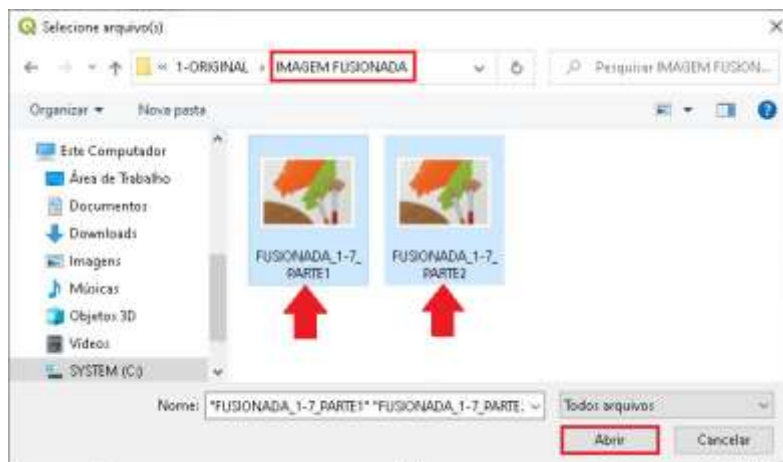 Selecione arquivo(s)
« 1-ORIGINAL › IMAGEM FUSIONADA
Pesquisar IMAGEM FUSION...
Organizar
Nova pasta
Este Computador
Área de Trabalho
Documentos
Downloads
Imagens
Músicas
Objetos 3D
Vídeos
SYSTEM (C:)
FUSIONADA_1-7_
PARTE1
FUSIONADA_1-7_
PARTE2
Nome: "FUSIONADA_1-7_PARTE1" "FUSIONADA_1-7_PARTE.
Todos arquivos
Abrir
Cancelar